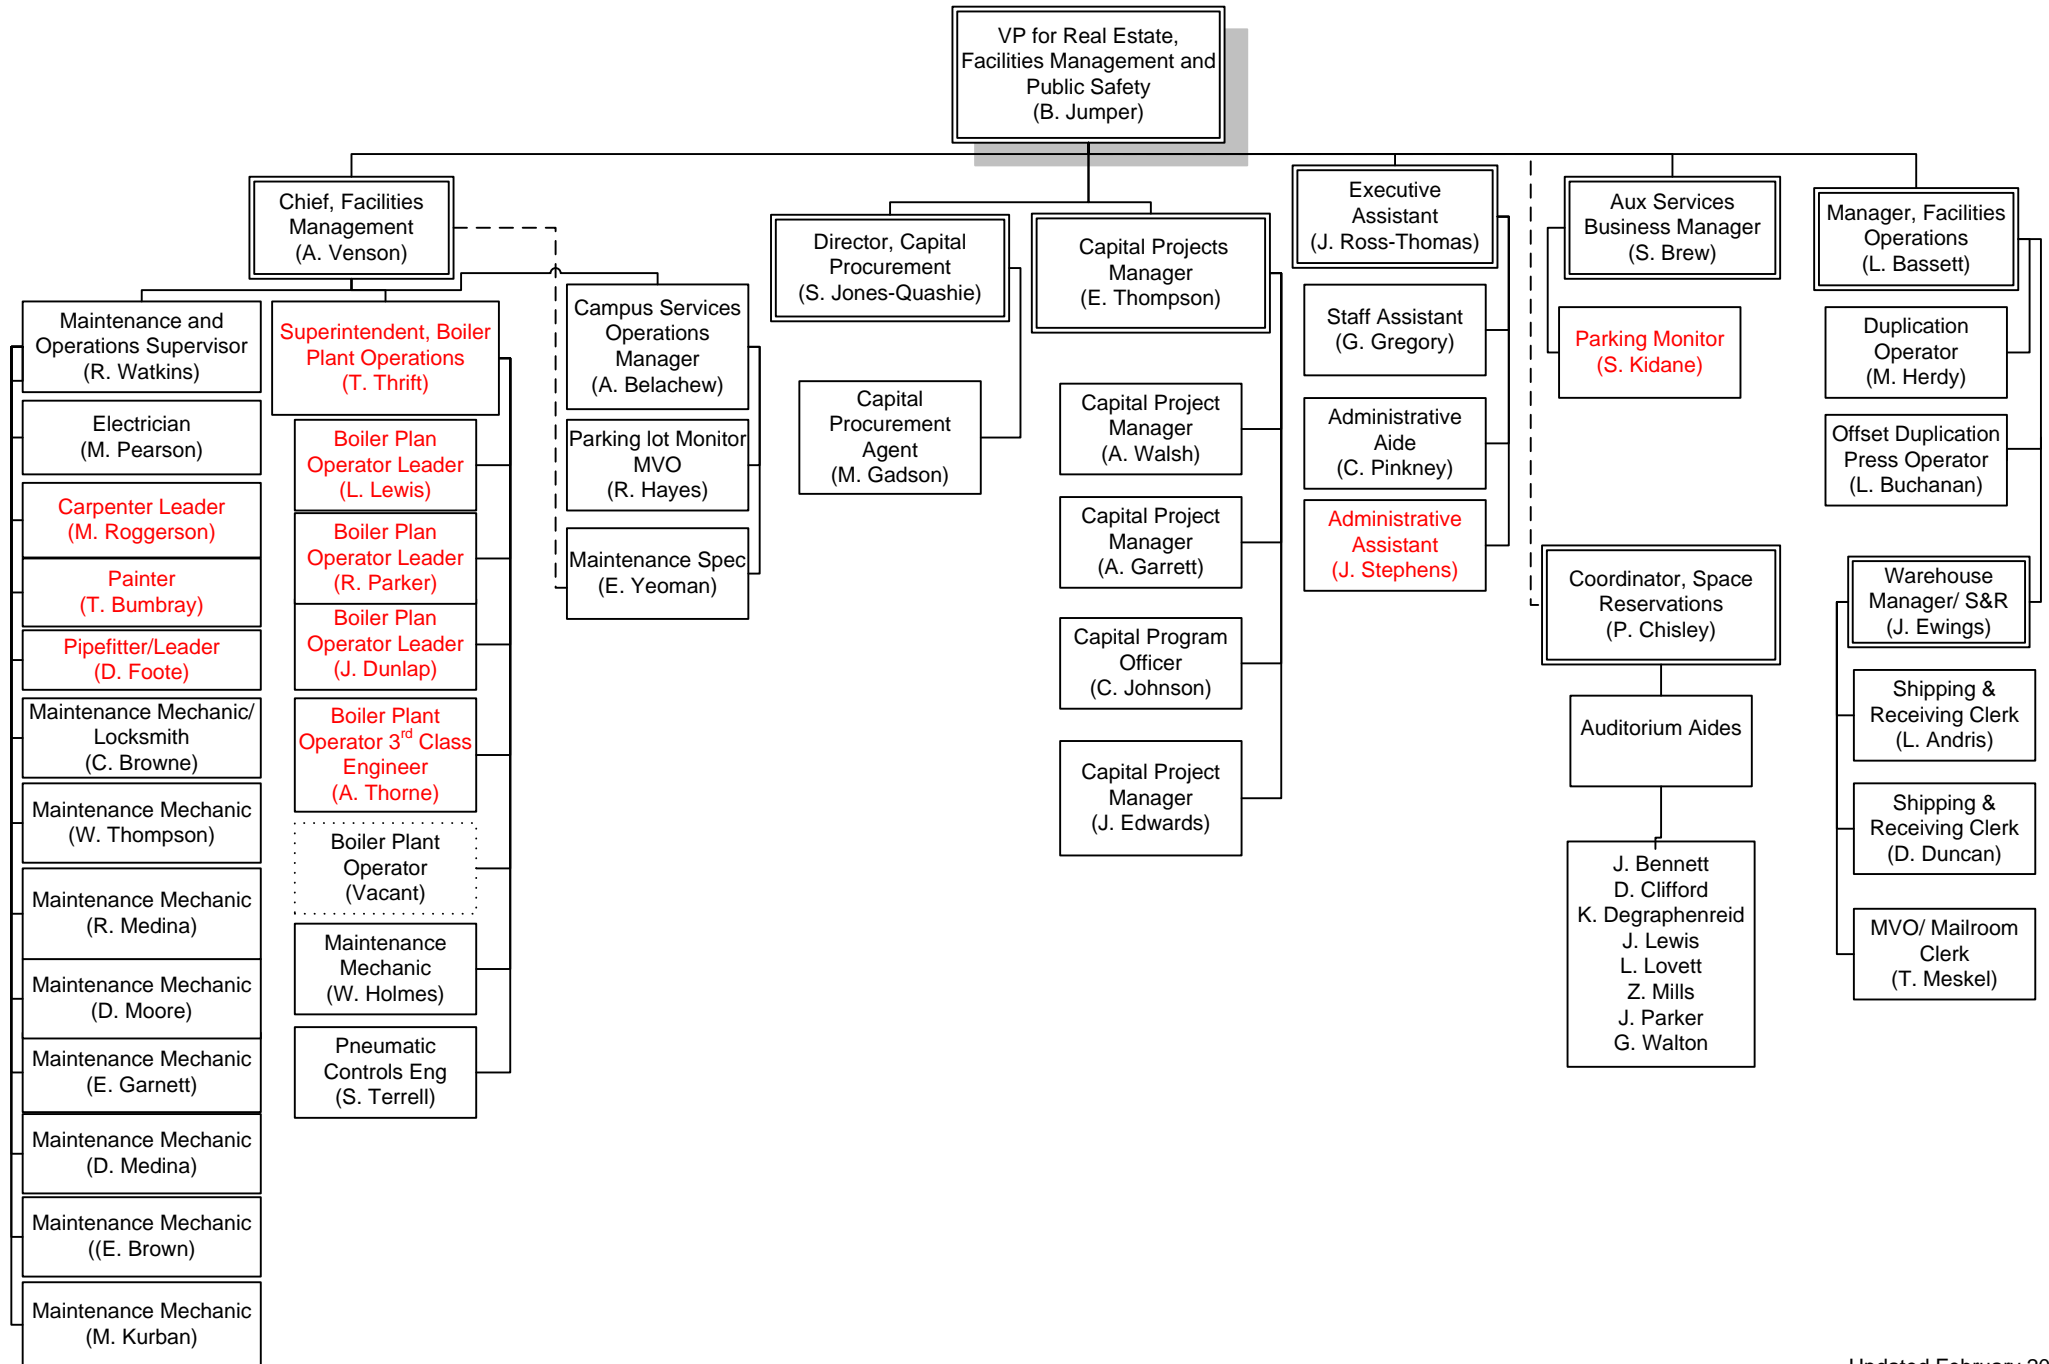 VP for Real Estate,
Facilities Management and
Public Safety
(B. Jumper)
Chief, Facilities
Management
(A. Venson)
Maintenance and
Operations Supervisor
(R. Watkins)
Electrician
(M. Pearson)
Carpenter Leader
(M. Roggerson)
Painter
(T. Bumbray)
Pipefitter/Leader
(D. Foote)
Maintenance Mechanic/
Locksmith
(C. Browne)
Maintenance Mechanic
(W. Thompson)
Maintenance Mechanic
(R. Medina)
Maintenance Mechanic
(D. Moore)
Maintenance Mechanic
(E. Garnett)
Maintenance Mechanic
(D. Medina)
Maintenance Mechanic
((E. Brown)
Maintenance Mechanic
(M. Kurban)
Superintendent, Boiler
Plant Operations
(T. Thrift)
Boiler Plan
Operator Leader
(L. Lewis)
Boiler Plan
Operator Leader
(R. Parker)
Boiler Plan
Operator Leader
(J. Dunlap)
Boiler Plant
Operator 3rd Class
Engineer
(A. Thorne)
Boiler Plant
Operator
(Vacant)
Maintenance
Mechanic
(W. Holmes)
Pneumatic
Controls Eng
(S. Terrell)
Campus Services
Operations
Manager
(A. Belachew)
Parking lot Monitor
MVO
(R. Hayes)
Maintenance Spec
(E. Yeoman)
Director, Capital
Procurement
(S. Jones-Quashie)
Capital
Procurement
Agent
(M. Gadson)
Capital Projects
Manager
(E. Thompson)
Capital Project
Manager
(A. Walsh)
Capital Project
Manager
(A. Garrett)
Capital Program
Officer
(C. Johnson)
Capital Project
Manager
(J. Edwards)
Executive
Assistant
(J. Ross-Thomas)
Staff Assistant
(G. Gregory)
Administrative
Aide
(C. Pinkney)
Administrative
Assistant
(J. Stephens)
Aux Services
Business Manager
(S. Brew)
Parking Monitor
(S. Kidane)
Coordinator, Space
Reservations
(P. Chisley)
Auditorium Aides
J. Bennett
D. Clifford
K. Degraphenreid
J. Lewis
L. Lovett
Z. Mills
J. Parker
G. Walton
Manager, Facilities
Operations
(L. Bassett)
Duplication
Operator
(M. Herdy)
Offset Duplication
Press Operator
(L. Buchanan)
Warehouse
Manager/ S&R
(J. Ewings)
Shipping &
Receiving Clerk
(L. Andris)
Shipping &
Receiving Clerk
(D. Duncan)
MVO/ Mailroom
Clerk
(T. Meskel)
Updated February